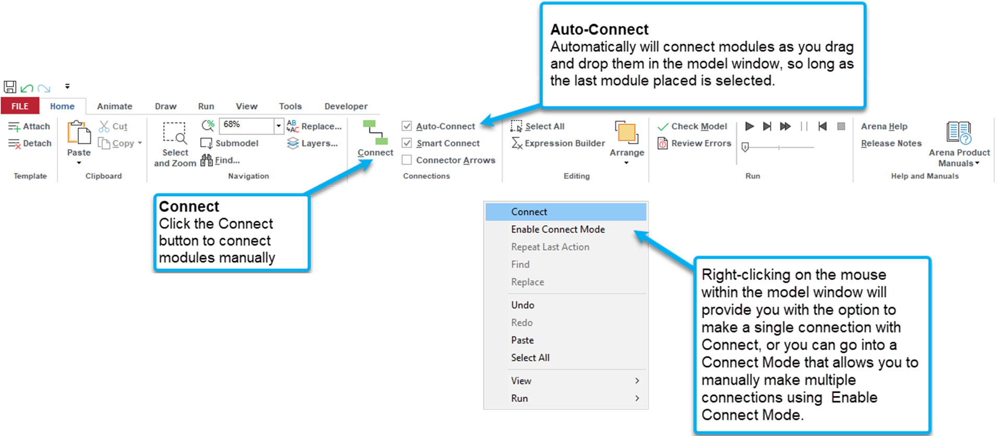 Auto-Connect
Automatically will connect modules as you drag
and drop them in the model window, so long as
the last module placed is selected.
FILE Home Animate Draw Run View Tools Developer
Attach
Detach
Template
Paste
Cut
Copy
Clipboard
Select
and Zoom
68%
Submodel
Find...
Replace...
Layers...
Navigation
Connect
Auto-Connect
Smart Connect
Connector Arrows
Connections
Select All
Expression Builder
Editing
Arrange
Check Model
Review Errors
Run
Arena Help
Release Notes
Arena Product
Manuals
Help and Manuals
Connect
Click the Connect
button to connect
modules manually
Connect
Enable Connect Mode
Repeat Last Action
Find
Replace
Undo
Redo
Paste
Select All
View
Run
Right-clicking on the mouse
within the model window will
provide you with the option to
make a single connection with
Connect, or you can go into a
Connect Mode that allows you to
manually make multiple
connections using  Enable
Connect Mode.